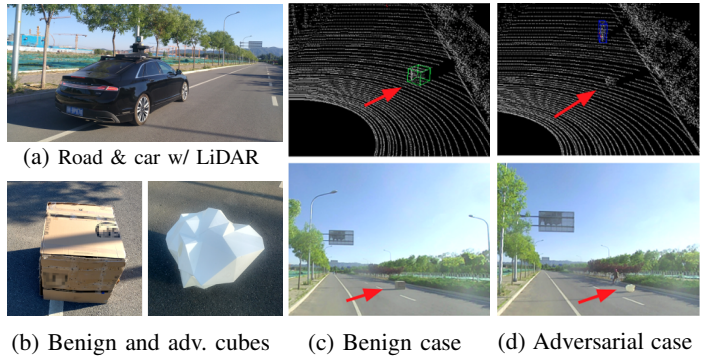 (a) Road & car w/ LiDAR
(b) Benign and adv. cubes
(c) Benign case
(d) Adversarial case